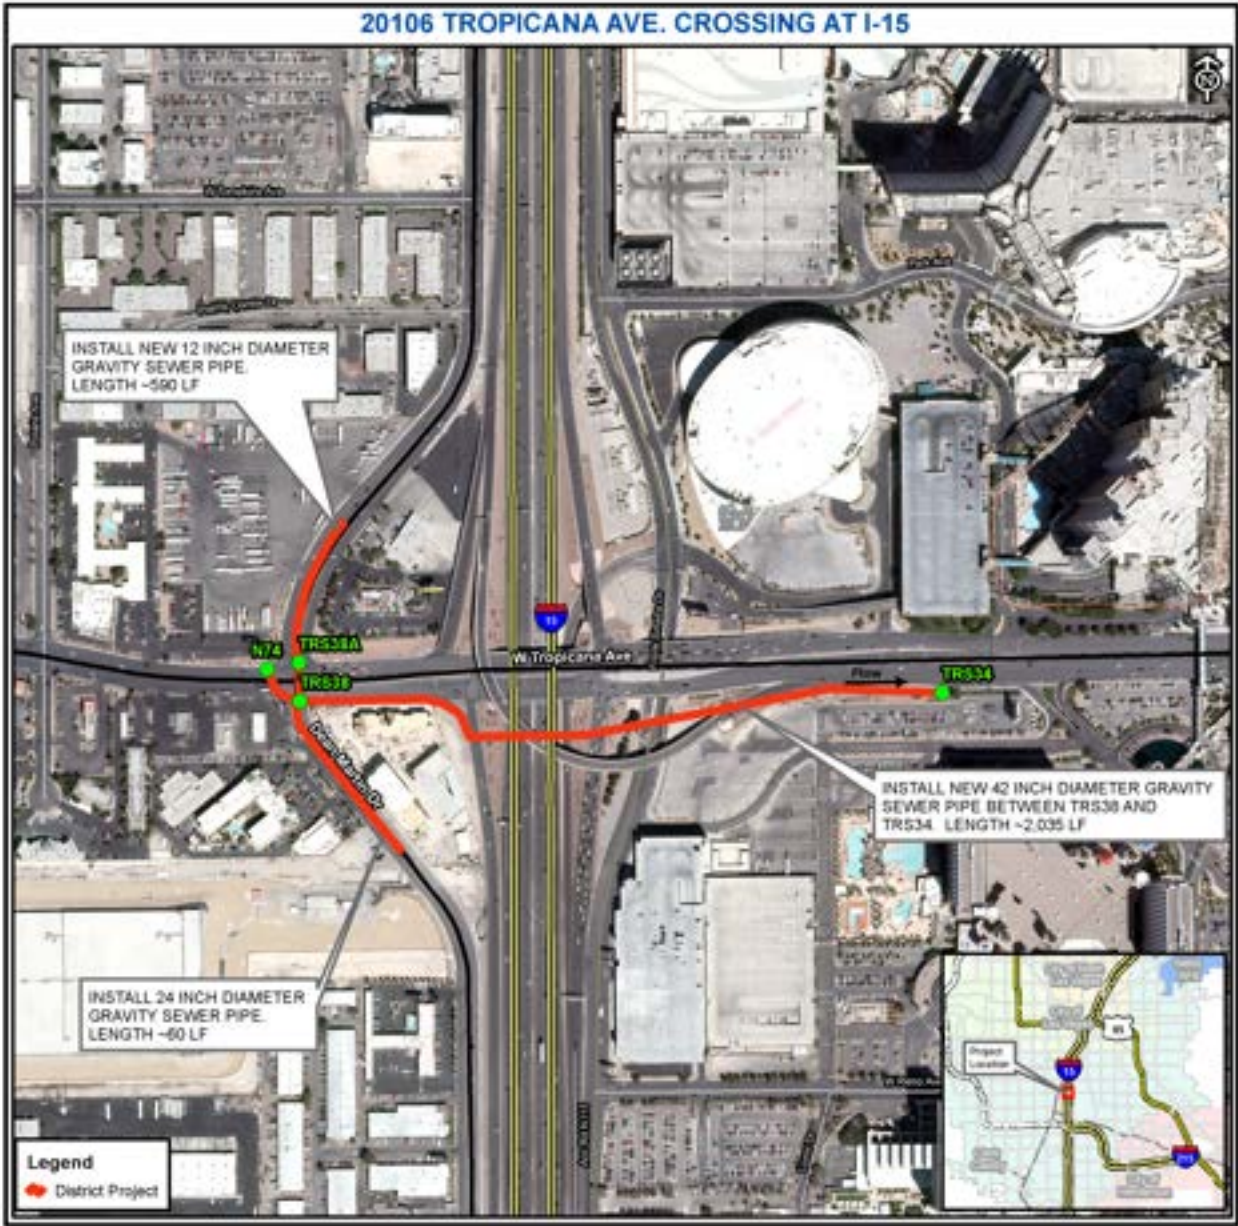 20106 TROPICANA AVE. CROSSING AT I-15
N
INSTALL NEW 12 INCH DIAMETER
GRAVITY SEWER PIPE.
LENGTH ~590 LF
15
N74
TRS38A
W Tropicana Ave
TRS38
Flow
TRS34
Dean Martin Dr
INSTALL NEW 42 INCH DIAMETER GRAVITY
SEWER PIPE BETWEEN TRS38 AND
TRS34. LENGTH ~2,035 LF
INSTALL 24 INCH DIAMETER
GRAVITY SEWER PIPE.
LENGTH ~60 LF
Project
Location
15
95
215
Legend
District Project